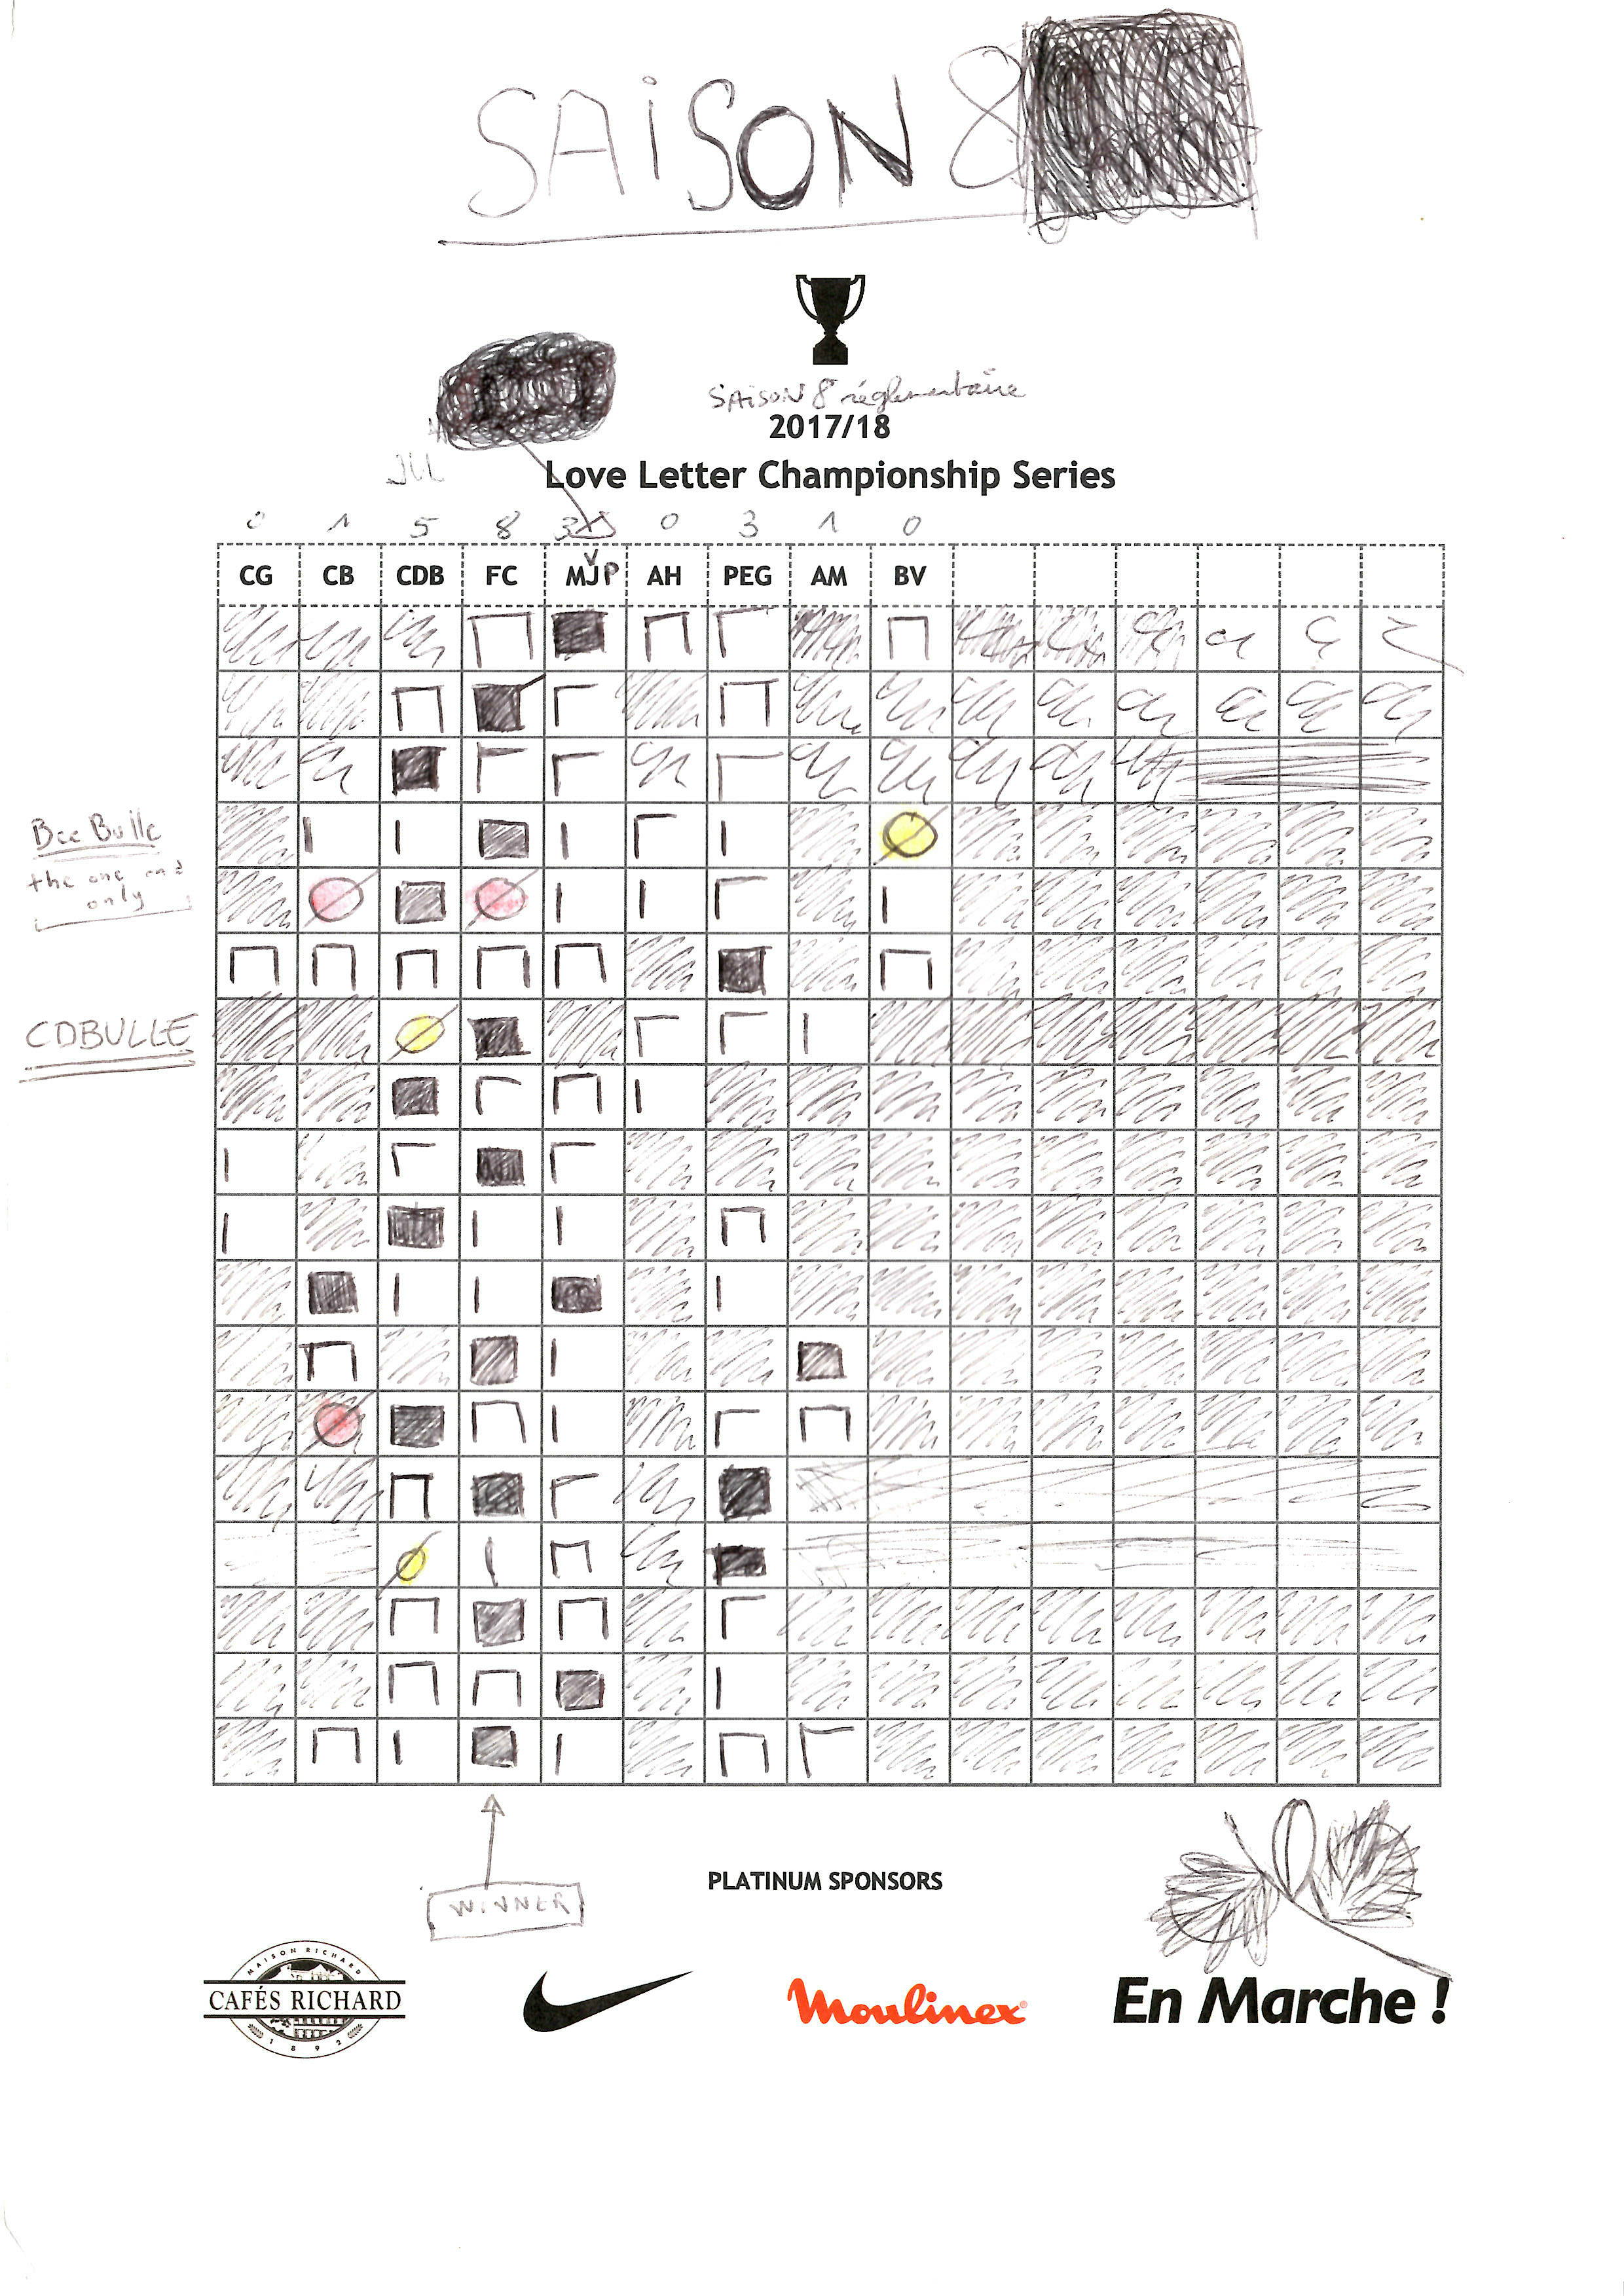 SAISON 8
SAISON 8 réglementaire
2017/18
Love Letter Championship Series
0 1 5 8 3 0 3 1 0
CG CB CDB FC MJP AH PEG AM BV
Bee Bulle
the one and
only
CDBULLE
WINNER
PLATINUM SPONSORS
MAISON RICHARD
CAFÉS RICHARD
1892
Moulinex
En Marche !